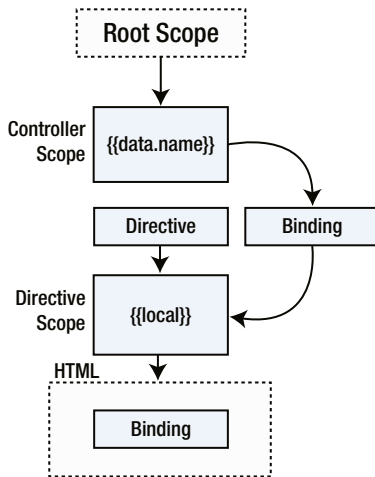 Root Scope
Controller
Scope
{{data.name}}
Directive
Binding
Directive
Scope
{{local}}
HTML
Binding